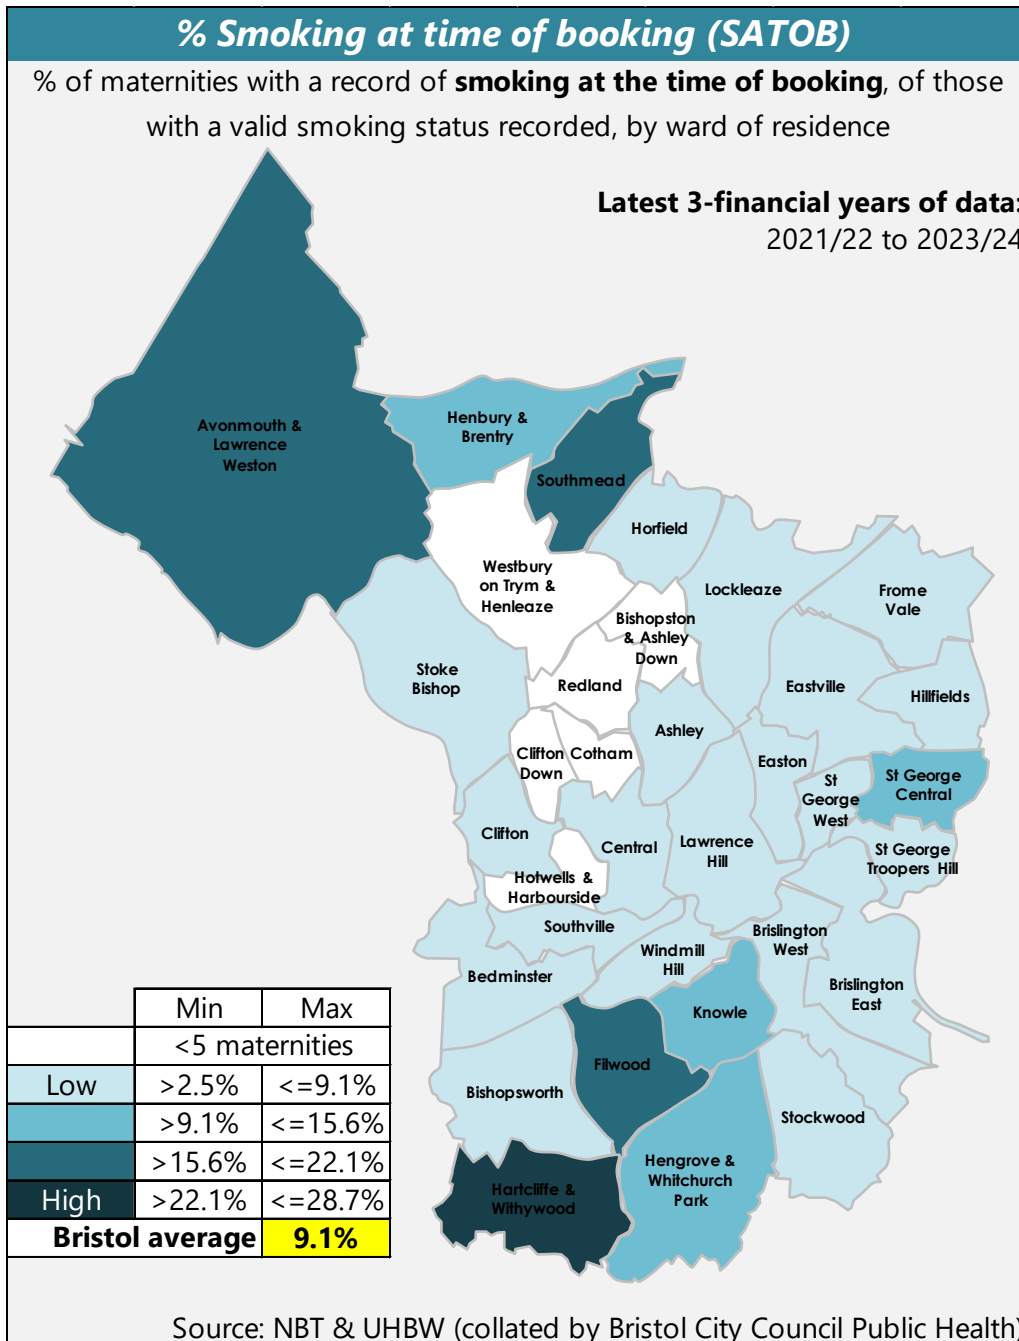 % Smoking at time of booking (SATOB)
% of maternities with a record of smoking at the time of booking, of those
with a valid smoking status recorded, by ward of residence
Latest 3-financial years of data:
2021/22 to 2023/24
Avonmouth &
Lawrence
Weston
Henbury &
Brentry
Southmead
Horfield
Westbury
on Trym &
Henleaze
Lockleaze
Frome
Vale
Bishopston
& Ashley
Down
Stoke
Bishop
Redland
Eastville
Hillfields
Ashley
Clifton
Down
Cotham
Easton
St
George
West
St George
Central
Clifton
Central
Lawrence
Hill
St George
Troopers Hill
Hotwells &
Harbourside
Southville
Windmill
Hill
Brislington
West
Bedminster
Brislington
East
Knowle
Filwood
Bishopsworth
Stockwood
Hengrove &
Whitchurch
Park
Hartcliffe &
Withywood
Min Max
<5 maternities
Low >2.5% <=9.1%
>9.1% <=15.6%
>15.6% <=22.1%
High >22.1% <=28.7%
Bristol average 9.1%
Source: NBT & UHBW (collated by Bristol City Council Public Health)